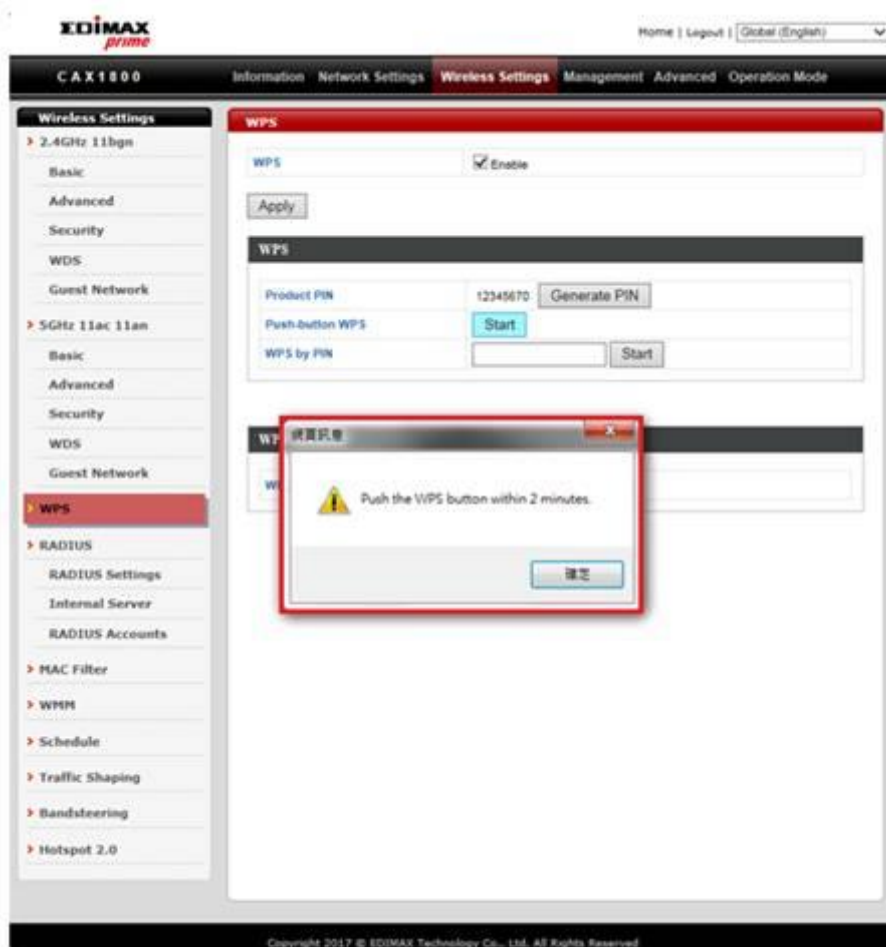 EDIMAX
prime
Home | Logout | Global (English)
CAX1800
Information Network Settings Wireless Settings Management Advanced Operation Mode
Wireless Settings
2.4GHz 11bgn
Basic
Advanced
Security
WDS
Guest Network
5GHz 11ac 11an
Basic
Advanced
Security
WDS
Guest Network
WPS
RADIUS
RADIUS Settings
Internal Server
RADIUS Accounts
MAC Filter
WMM
Schedule
Traffic Shaping
Bandsteering
Hotspot 2.0
WPS
WPS Enable
Apply
WPS
Product PIN 12345670 Generate PIN
Push-button WPS Start
WPS by PIN Start
網頁訊息
Push the WPS button within 2 minutes.
確定
Copyright 2017 © EDIMAX Technology Co., Ltd. All Rights Reserved